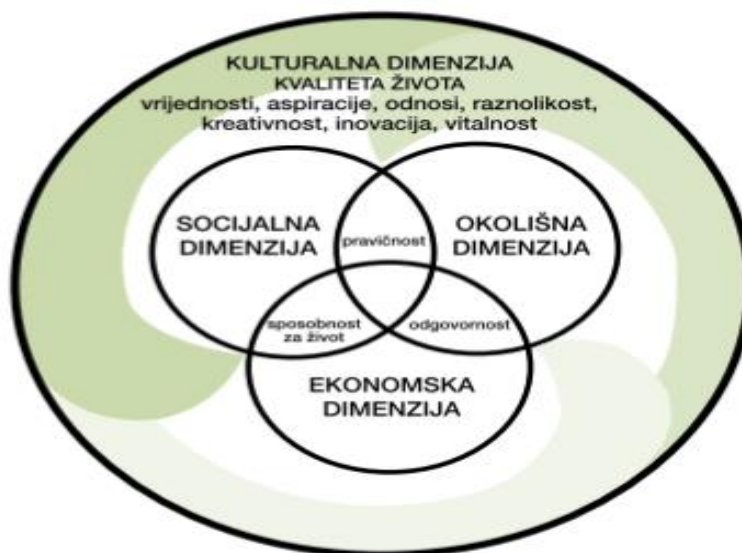 KULTURALNA DIMENZIJA
KVALITETA ŽIVOTA
vrijednosti, aspiracije, odnosi, raznolikost,
kreativnost, inovacija, vitalnost
SOCIJALNA
DIMENZIJA
pravičnost
OKOLIŠNA
DIMENZIJA
sposobnost
za život
odgovornost
EKONOMSKA
DIMENZIJA